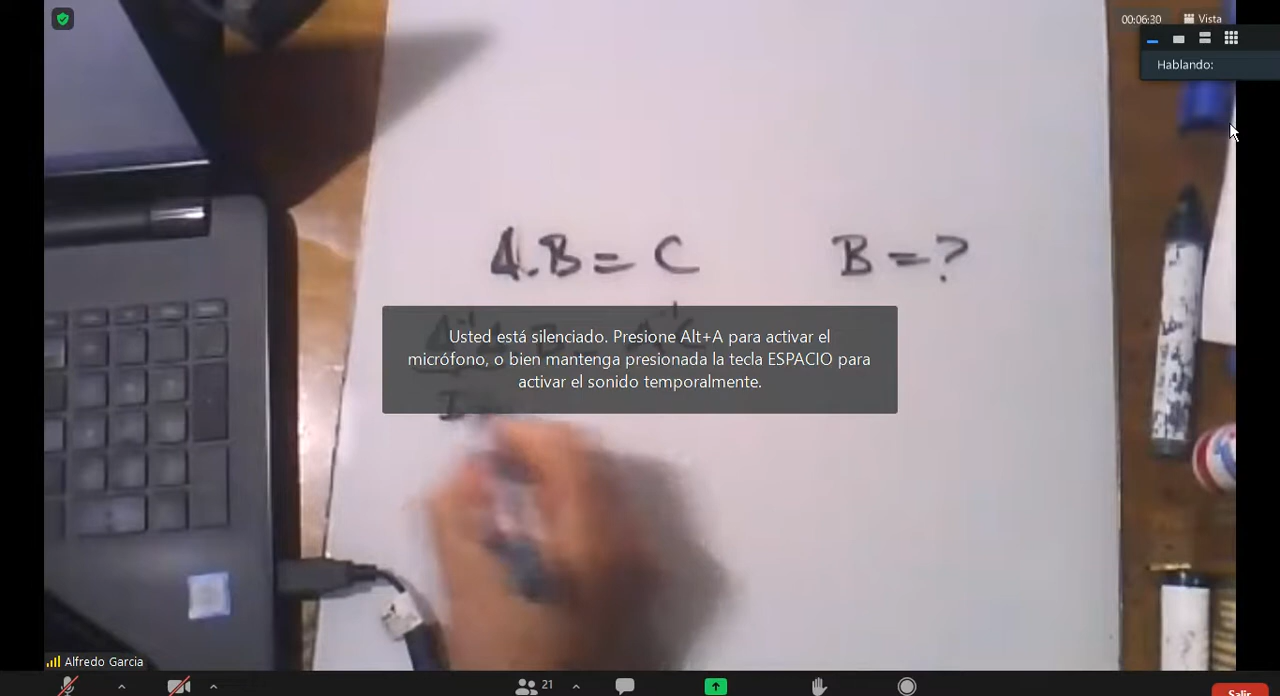 00:06:30 Vista
Hablando:
A.B = C B = ?
Usted está silenciado. Presione Alt+A para activar el
micrófono, o bien mantenga presionada la tecla ESPACIO para
activar el sonido temporalmente.
I
Alfredo Garcia
21
Salir